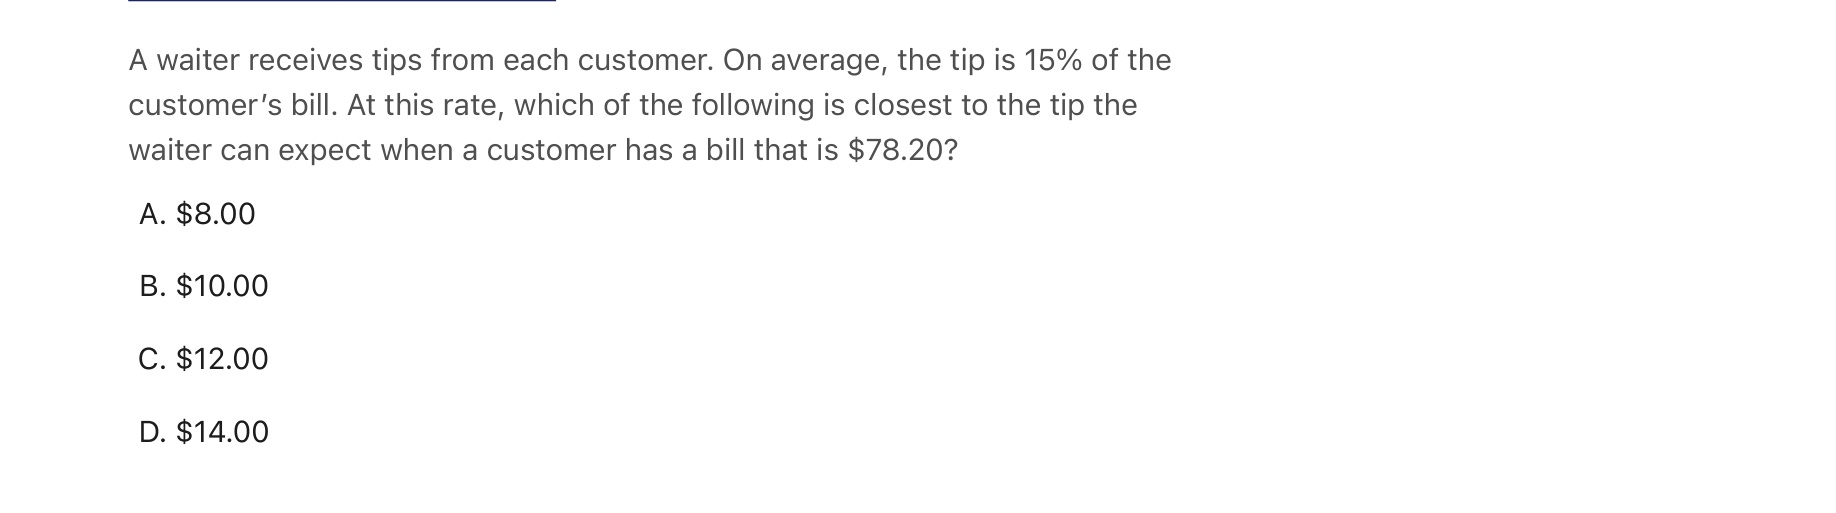 A waiter receives tips from each customer. On average, the tip is 15% of the
customer’s bill. At this rate, which of the following is closest to the tip the
waiter can expect when a customer has a bill that is $78.20?
A. $8.00
B. $10.00
C. $12.00
D. $14.00